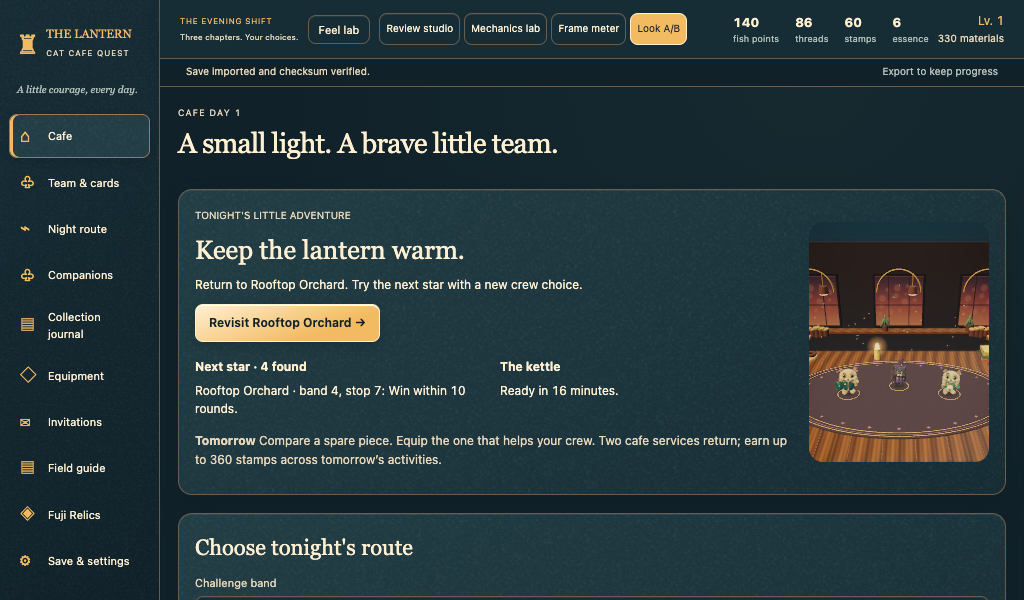 THE LANTERN
CAT CAFE QUEST
A little courage, every day.
Cafe
Team & cards
Night route
Companions
Collection
journal
Equipment
Invitations
Field guide
Fuji Relics
Save & settings
THE EVENING SHIFT
Three chapters. Your choices.
Feel lab
Review studio
Mechanics lab
Frame meter
Look A/B
140
fish points
86
threads
60
stamps
6
essence
Lv. 1
330 materials
Save imported and checksum verified.
Export to keep progress
CAFE DAY 1
A small light. A brave little team.
TONIGHT'S LITTLE ADVENTURE
Keep the lantern warm.
Return to Rooftop Orchard. Try the next star with a new crew choice.
Revisit Rooftop Orchard →
Next star · 4 found
Rooftop Orchard · band 4, stop 7: Win within 10
rounds.
The kettle
Ready in 16 minutes.
Tomorrow Compare a spare piece. Equip the one that helps your crew. Two cafe services return; earn up
to 360 stamps across tomorrow's activities.
Choose tonight's route
Challenge band